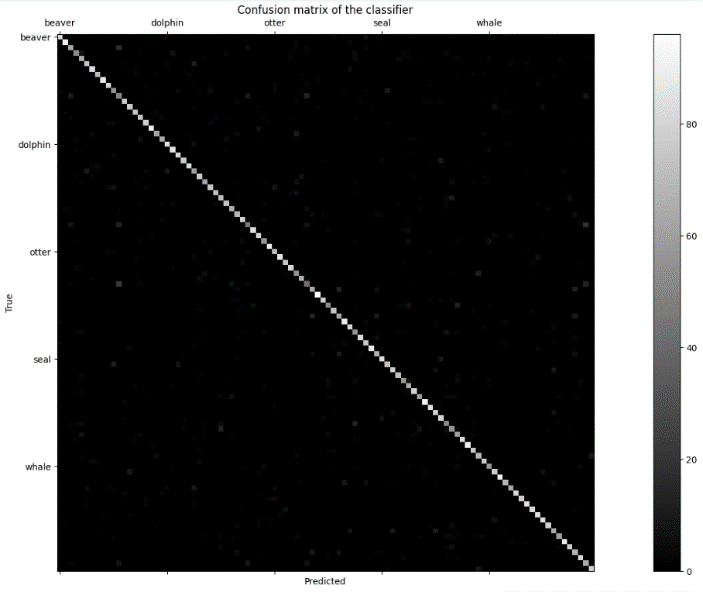 Confusion matrix of the classifier
beaver dolphin otter seal whale
beaver
dolphin
otter
seal
whale
True
Predicted
80
60
40
20
0